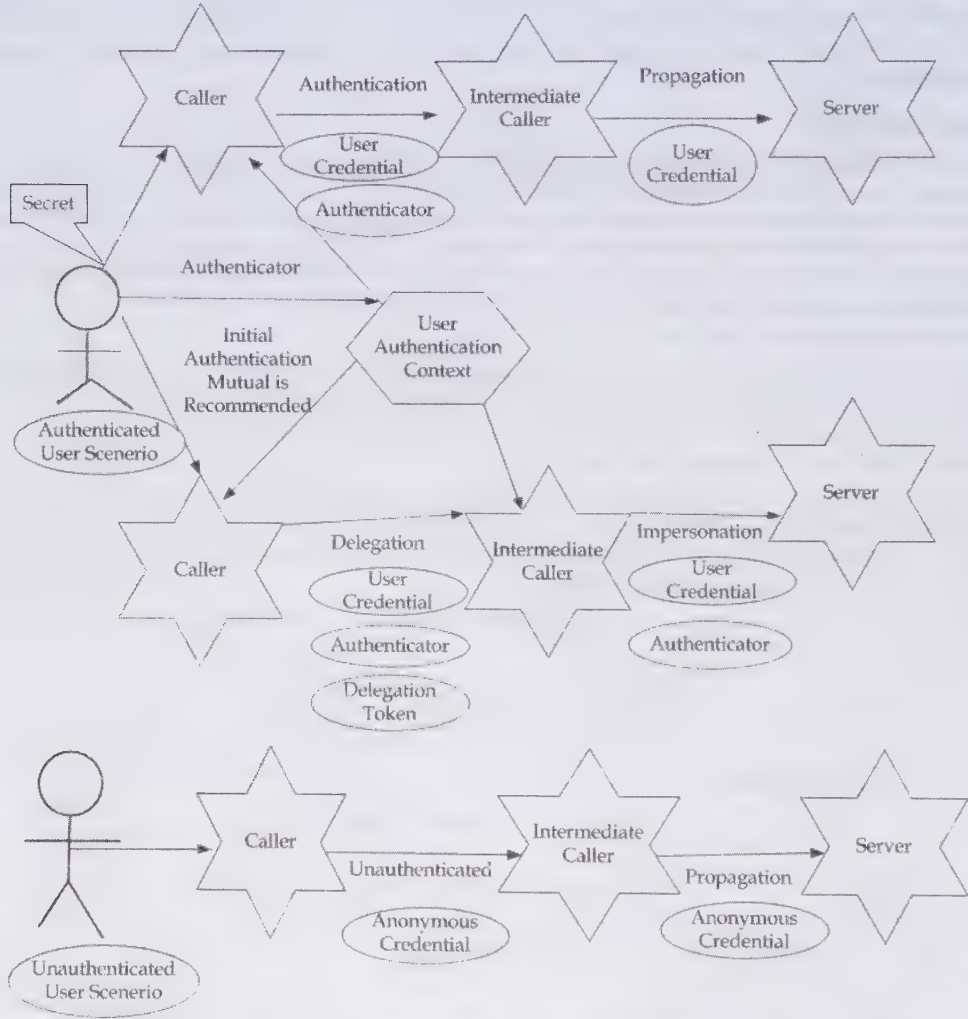 Caller
Authentication
Intermediate
Caller
Propagation
Server
User
Credential
User
Credential
Authenticator
Secret
Authenticator
Initial
Authentication
Mutual is
Recommended
User
Authentication
Context
Authenticated
User Scenerio
Caller
Delegation
Intermediate
Caller
Impersonation
Server
User
Credential
User
Credential
Authenticator
Authenticator
Delegation
Token
Caller
Unauthenticated
Intermediate
Caller
Propagation
Server
Anonymous
Credential
Anonymous
Credential
Unauthenticated
User Scenerio